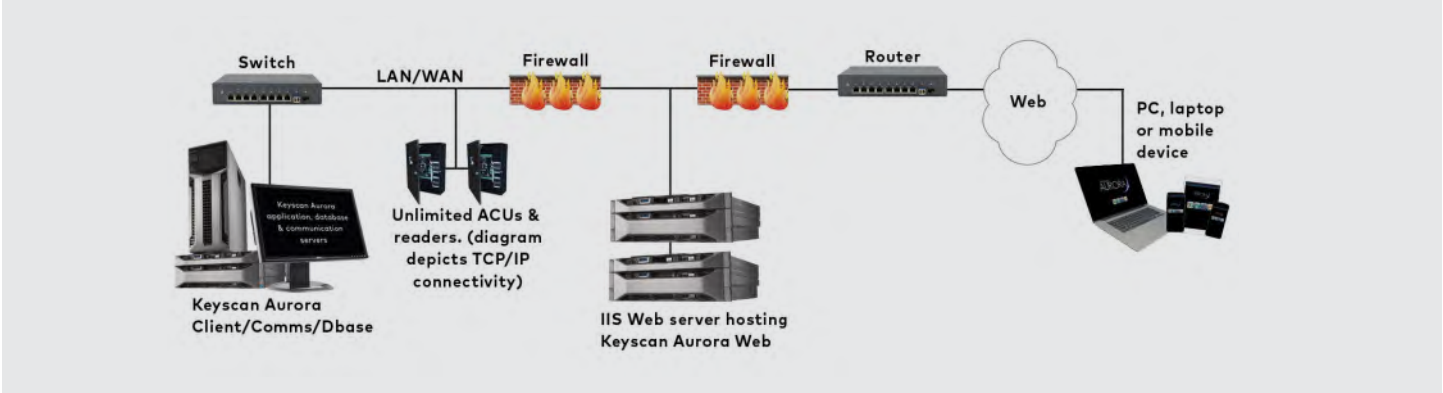 Switch
LAN/WAN
Firewall
Firewall
Router
Web
PC, laptop
or mobile
device
AURORA
Keyscan Aurora
application, database
& communication
servers
Unlimited ACUs &
readers. (diagram
depicts TCP/IP
connectivity)
Keyscan Aurora
Client/Comms/Dbase
IIS Web server hosting
Keyscan Aurora Web